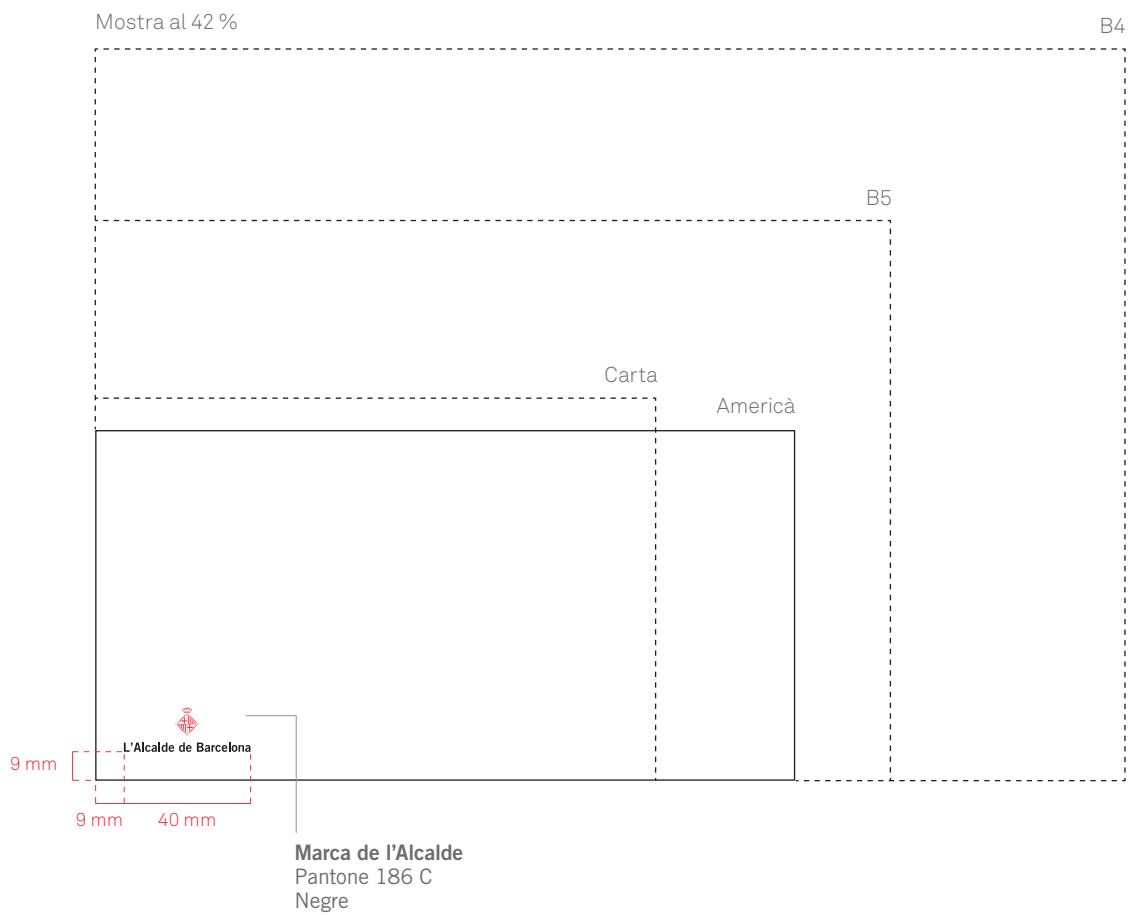 Mostra al 42 %
B4
B5
Carta
Americà
L'Alcalde de Barcelona
9 mm
9 mm
40 mm
Marca de l'Alcalde
Pantone 186 C
Negre